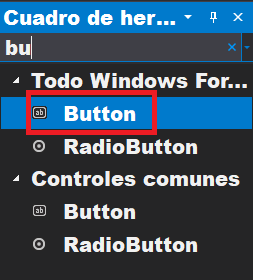 Cuadro de her...
bu
Todo Windows For...
Button
RadioButton
Controles comunes
Button
RadioButton